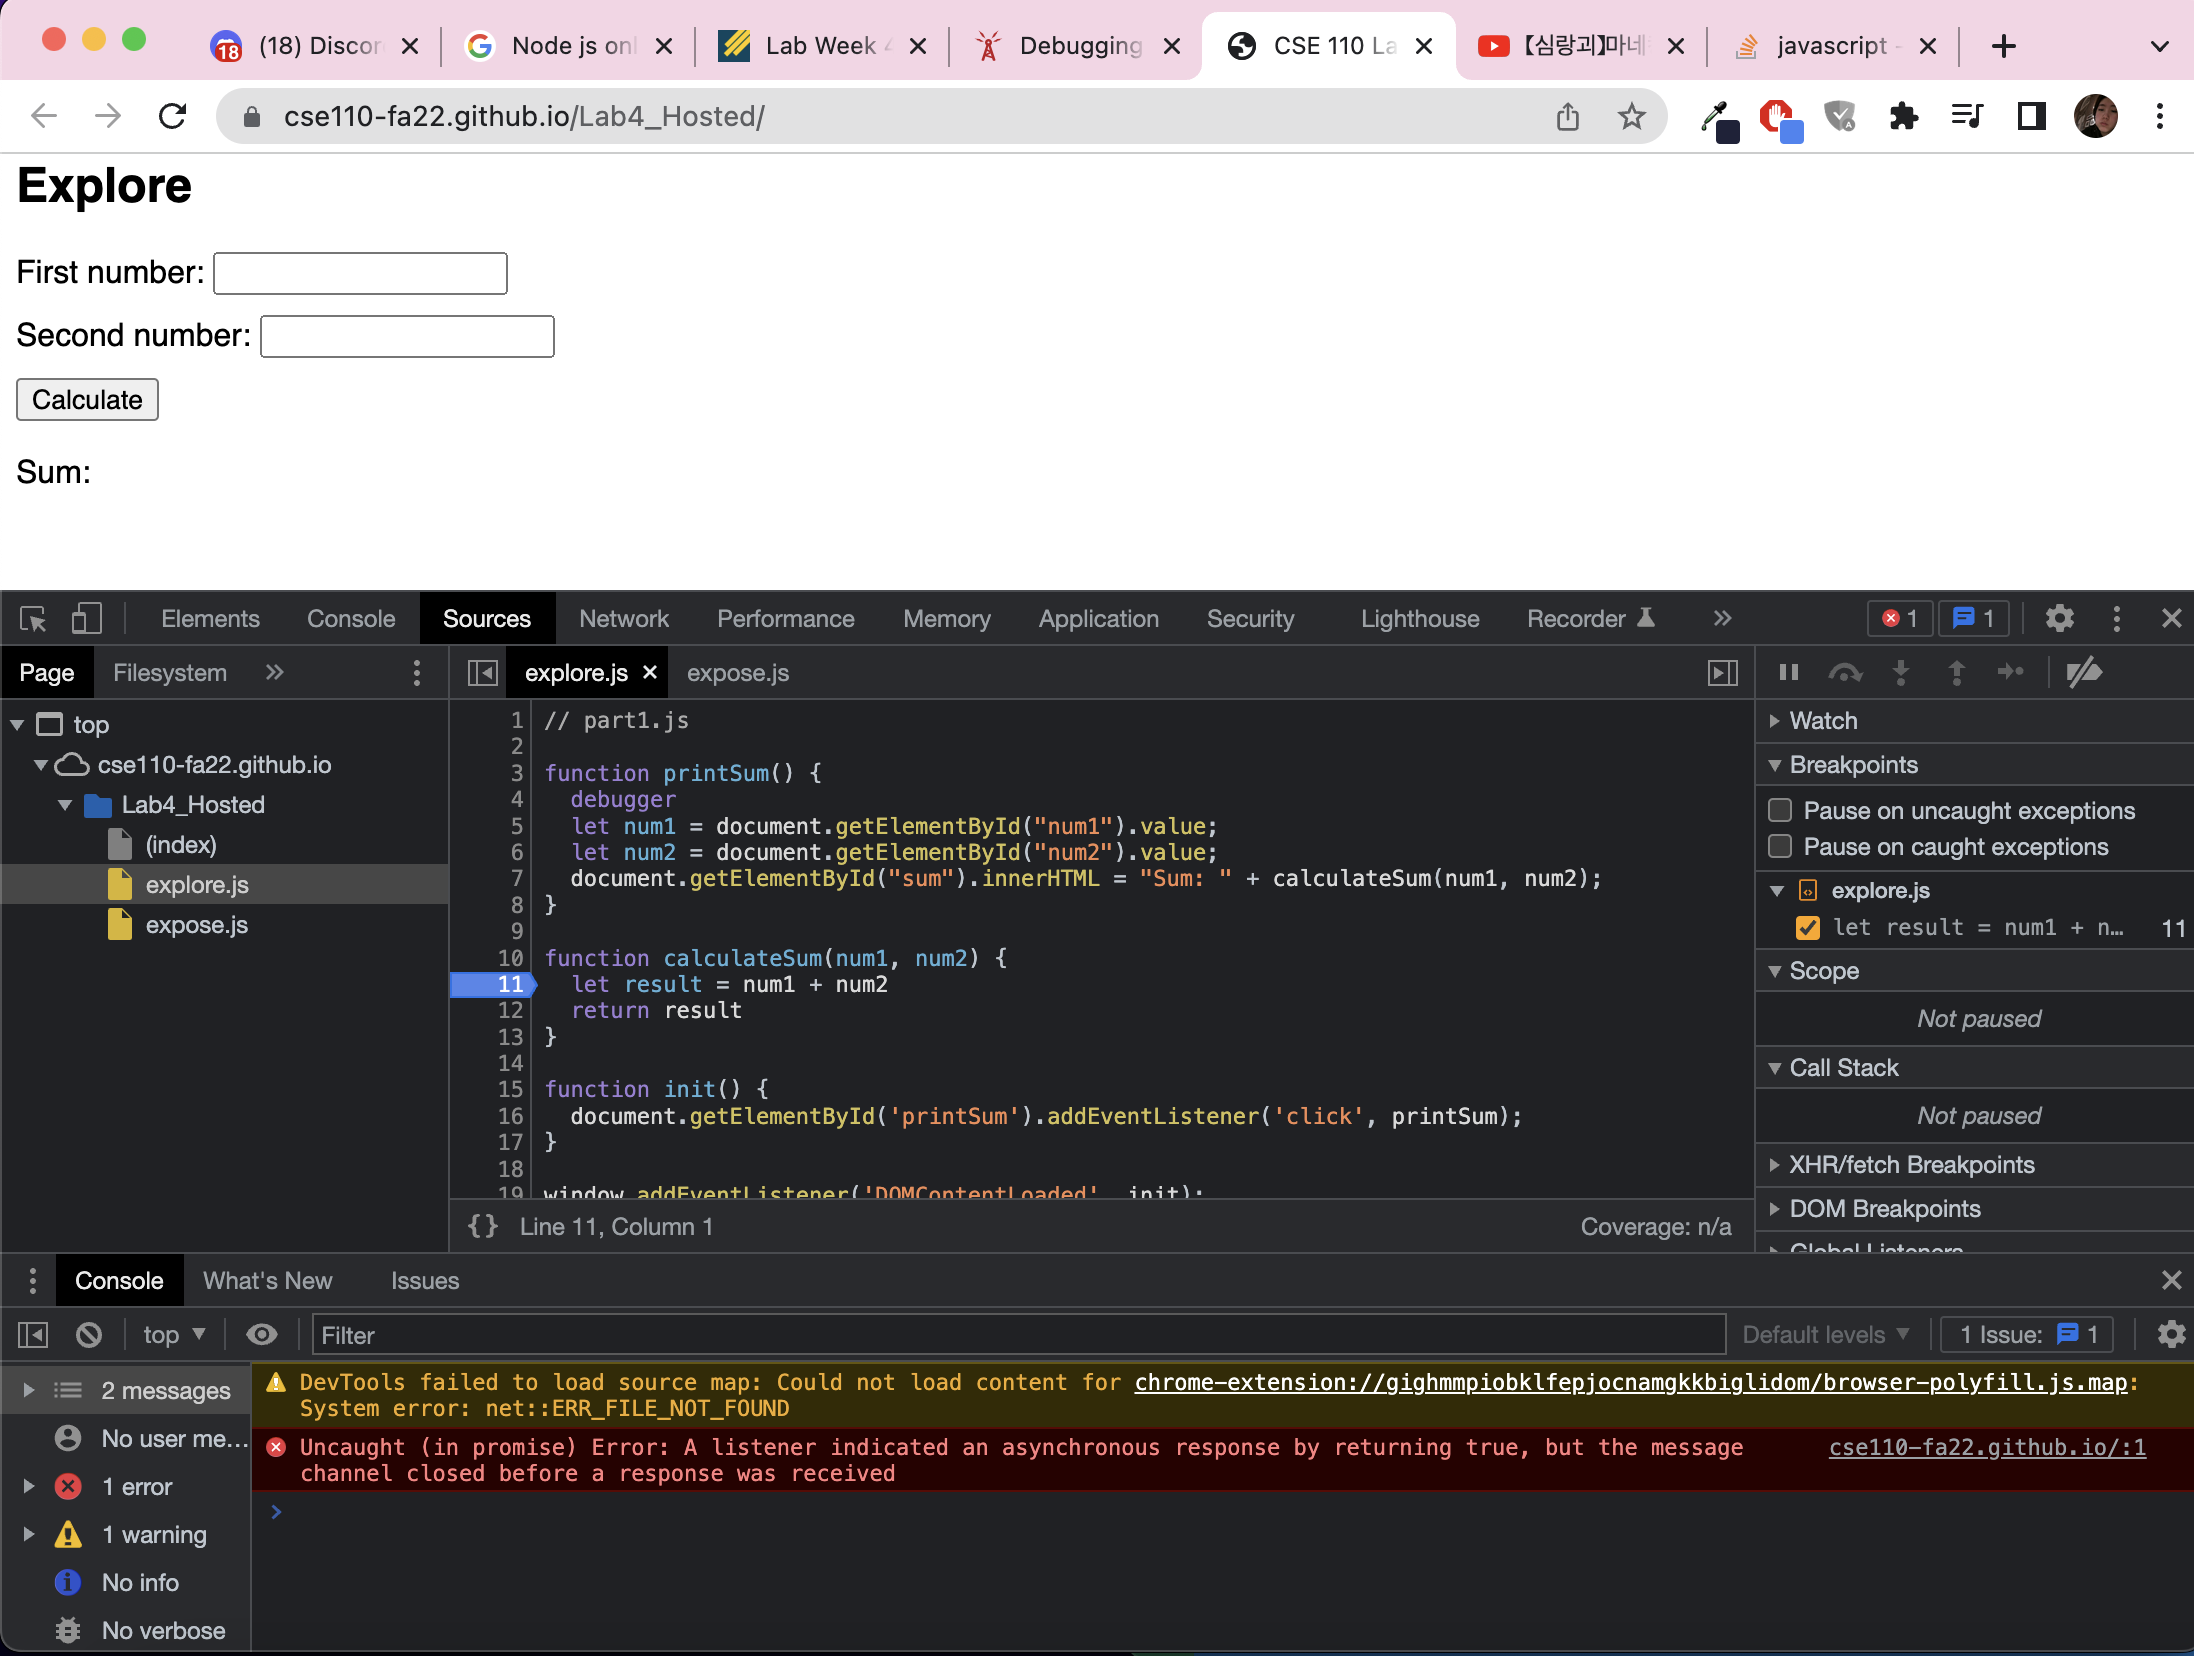 (18) Discor
Node js onl
Lab Week 4
Debugging
CSE 110 La
【심랑괴】마네
javascript -
18
cse110-fa22.github.io/Lab4_Hosted/
Explore
First number:
Second number:
Calculate
Sum:
Elements Console Sources Network Performance Memory Application Security Lighthouse Recorder 1 1
Page Filesystem
explore.js expose.js
top
cse110-fa22.github.io
Lab4_Hosted
(index)
explore.js
expose.js
1 // part1.js
2
3 function printSum() {
4 debugger
5 let num1 = document.getElementById("num1").value;
6 let num2 = document.getElementById("num2").value;
7 document.getElementById("sum").innerHTML = "Sum: " + calculateSum(num1, num2);
8 }
9
10 function calculateSum(num1, num2) {
11 let result = num1 + num2
12 return result
13 }
14
15 function init() {
16 document.getElementById('printSum').addEventListener('click', printSum);
17 }
18
19 window.addEventListener('DOMContentLoaded', init);
{} Line 11, Column 1 Coverage: n/a
Watch
Breakpoints
Pause on uncaught exceptions
Pause on caught exceptions
explore.js
let result = num1 + n… 11
Scope
Not paused
Call Stack
Not paused
XHR/fetch Breakpoints
DOM Breakpoints
Global Listeners
Console What's New Issues
top Filter Default levels 1 Issue: 1
2 messages
No user me…
1 error
1 warning
No info
No verbose
DevTools failed to load source map: Could not load content for chrome-extension://gighmmpiobklfepjocnamgkkbiglidom/browser-polyfill.js.map:
System error: net::ERR_FILE_NOT_FOUND
Uncaught (in promise) Error: A listener indicated an asynchronous response by returning true, but the message cse110-fa22.github.io/:1
channel closed before a response was received